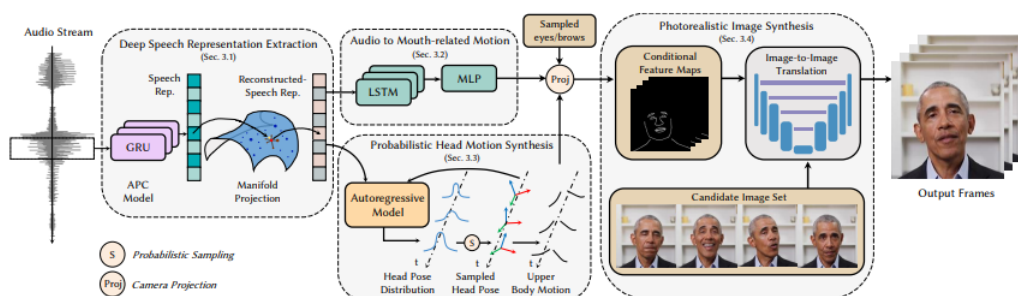 Audio Stream
Deep Speech Representation Extraction
(Sec. 3.1)
Speech
Rep.
Reconstructed-
Speech Rep.
GRU
APC
Model
Manifold
Projection
S
Probabilistic Sampling
Proj
Camera Projection
Audio to Mouth-related Motion
(Sec. 3.2)
LSTM
MLP
Sampled
eyes/brows
Proj
Probabilistic Head Motion Synthesis
(Sec. 3.3)
Autoregressive
Model
S
t
t
t
Head Pose
Distribution
Sampled
Head Pose
Upper
Body Motion
Photorealistic Image Synthesis
(Sec. 3.4)
Conditional
Feature Maps
Image-to-Image
Translation
Candidate Image Set
Output Frames